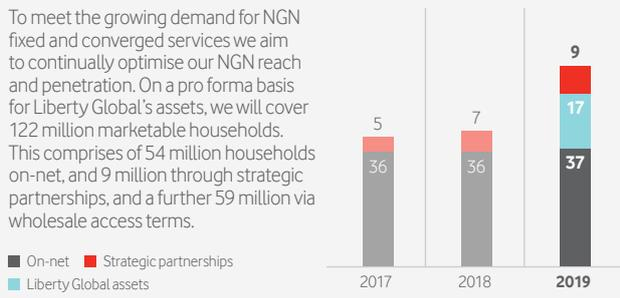 To meet the growing demand for NGN
fixed and converged services we aim
to continually optimise our NGN reach
and penetration. On a pro forma basis
for Liberty Global's assets, we will cover
122 million marketable households.
This comprises of 54 million households
on-net, and 9 million through strategic
partnerships, and a further 59 million via
wholesale access terms.
On-net Strategic partnerships
Liberty Global assets
5
36
7
36
9
17
37
2017 2018 2019